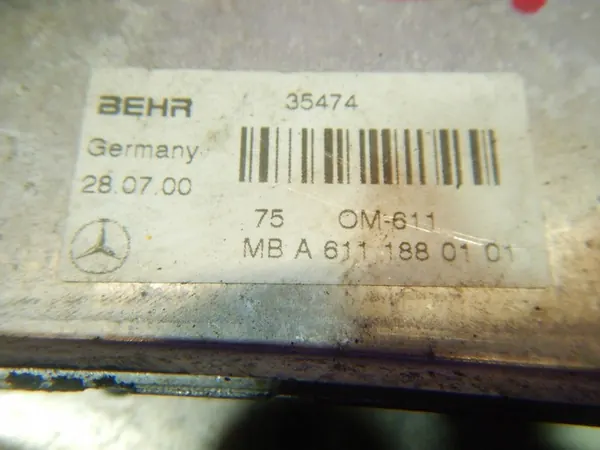 BEHR 35474
Germany
28.07.00
75 OM-611
MB A 611 188 01 01